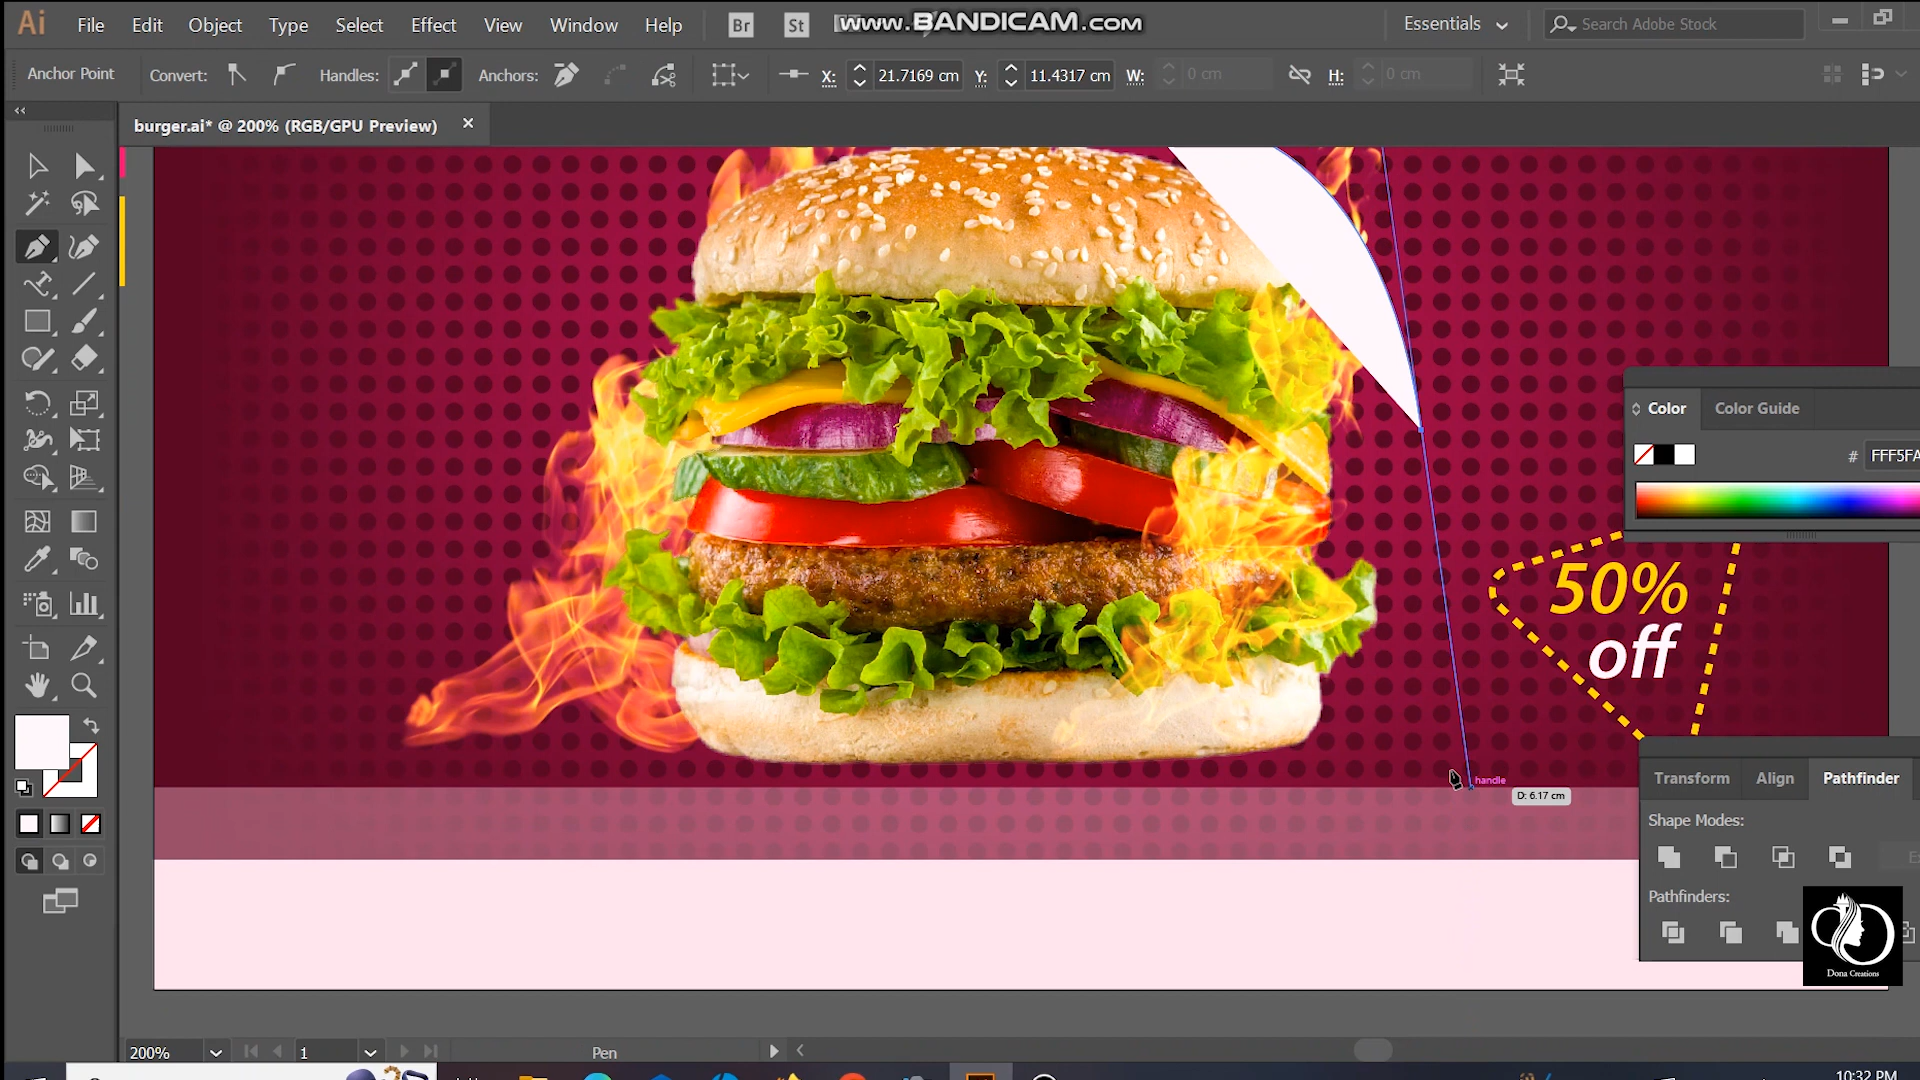 Ai File Edit Object Type Select Effect View Window Help Br St www.BANDICAM.com Essentials Search Adobe Stock
Anchor Point Convert: Handles: Anchors: X: 21.7169 cm Y: 11.4317 cm W: 0 cm H: 0 cm
burger.ai* @ 200% (RGB/GPU Preview) ×
Color Color Guide
# FFF5FA
50%
off
handle
D: 6.17 cm
Transform Align Pathfinder
Shape Modes:
Pathfinders:
Dona Creations
200% 1 Pen
10:32 PM